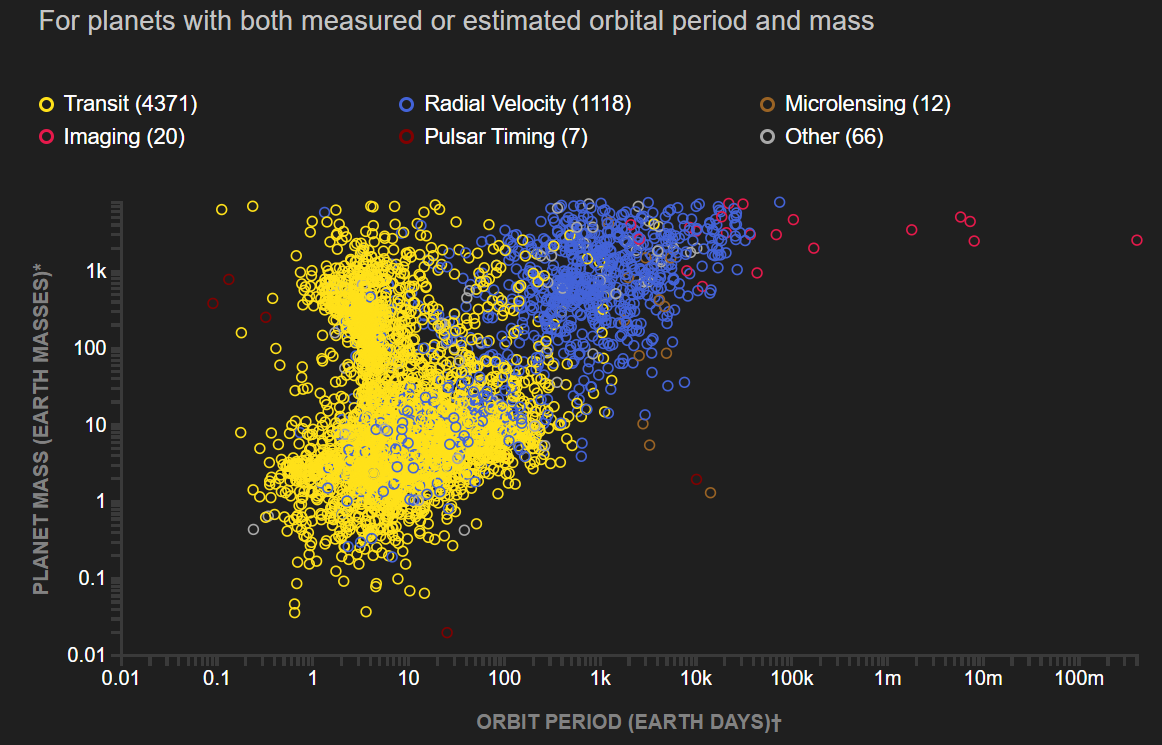 For planets with both measured or estimated orbital period and mass
Transit (4371) Radial Velocity (1118) Microlensing (12)
Imaging (20) Pulsar Timing (7) Other (66)
PLANET MASS (EARTH MASSES)*
1k
100
10
1
0.1
0.01
0.01 0.1 1 10 100 1k 10k 100k 1m 10m 100m
ORBIT PERIOD (EARTH DAYS)†